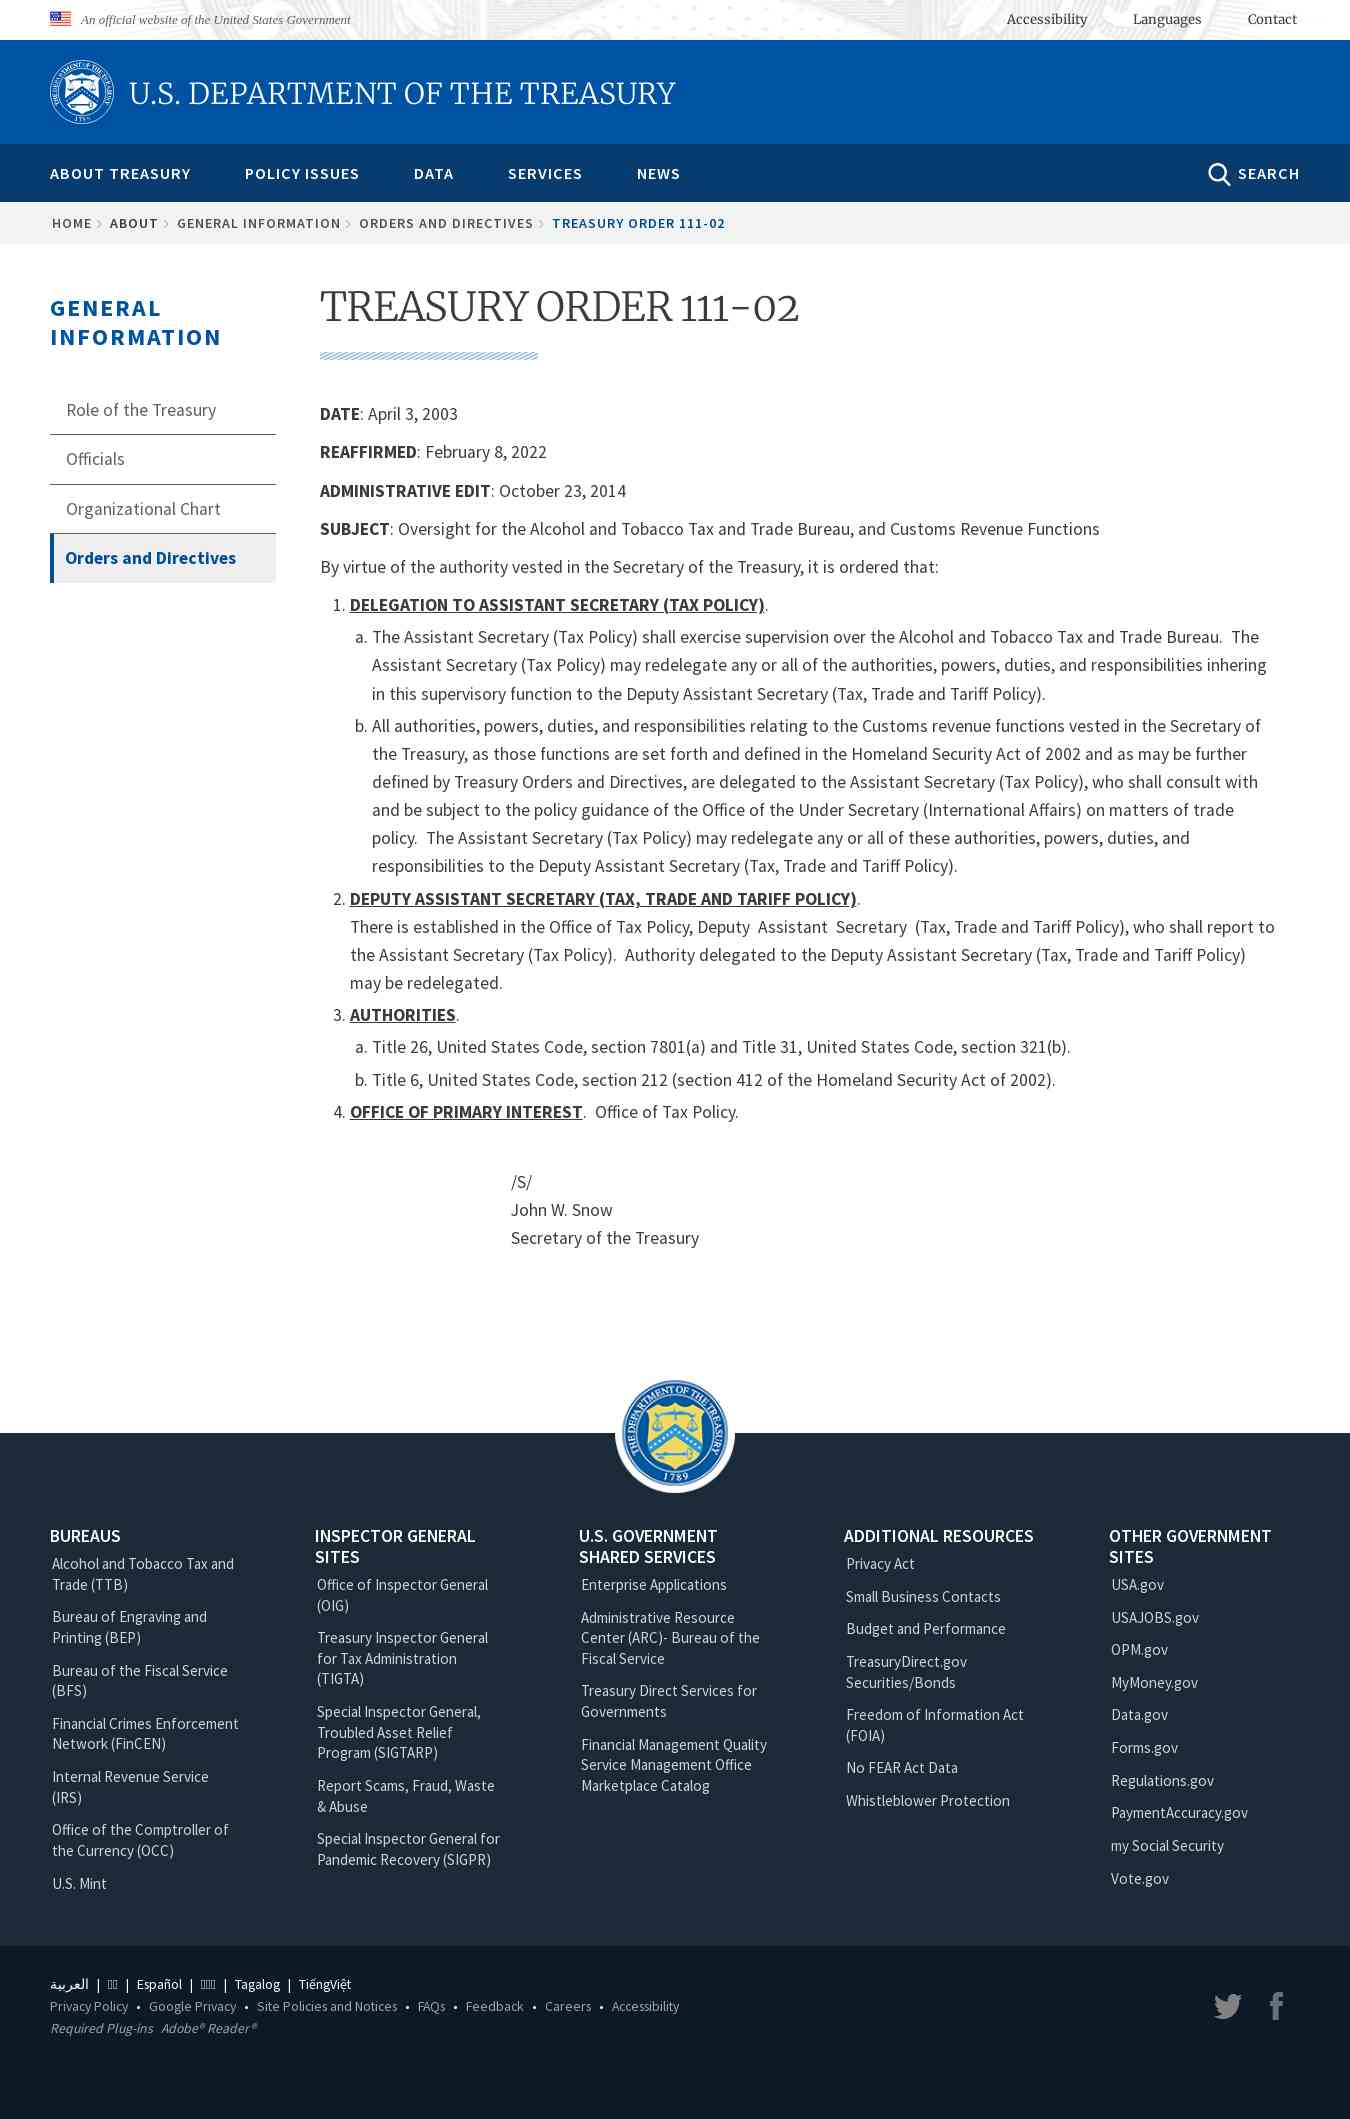 An official website of the United States Government
Accessibility Languages Contact
U.S. DEPARTMENT OF THE TREASURY
ABOUT TREASURY POLICY ISSUES DATA SERVICES NEWS SEARCH
HOME ABOUT GENERAL INFORMATION ORDERS AND DIRECTIVES TREASURY ORDER 111-02
GENERAL
INFORMATION
Role of the Treasury
Officials
Organizational Chart
Orders and Directives
TREASURY ORDER 111-02
DATE: April 3, 2003
REAFFIRMED: February 8, 2022
ADMINISTRATIVE EDIT: October 23, 2014
SUBJECT: Oversight for the Alcohol and Tobacco Tax and Trade Bureau, and Customs Revenue Functions
By virtue of the authority vested in the Secretary of the Treasury, it is ordered that:
1. DELEGATION TO ASSISTANT SECRETARY (TAX POLICY).
a. The Assistant Secretary (Tax Policy) shall exercise supervision over the Alcohol and Tobacco Tax and Trade Bureau.  The
Assistant Secretary (Tax Policy) may redelegate any or all of the authorities, powers, duties, and responsibilities inhering
in this supervisory function to the Deputy Assistant Secretary (Tax, Trade and Tariff Policy).
b. All authorities, powers, duties, and responsibilities relating to the Customs revenue functions vested in the Secretary of
the Treasury, as those functions are set forth and defined in the Homeland Security Act of 2002 and as may be further
defined by Treasury Orders and Directives, are delegated to the Assistant Secretary (Tax Policy), who shall consult with
and be subject to the policy guidance of the Office of the Under Secretary (International Affairs) on matters of trade
policy.  The Assistant Secretary (Tax Policy) may redelegate any or all of these authorities, powers, duties, and
responsibilities to the Deputy Assistant Secretary (Tax, Trade and Tariff Policy).
2. DEPUTY ASSISTANT SECRETARY (TAX, TRADE AND TARIFF POLICY).
There is established in the Office of Tax Policy, Deputy  Assistant  Secretary  (Tax, Trade and Tariff Policy), who shall report to
the Assistant Secretary (Tax Policy).  Authority delegated to the Deputy Assistant Secretary (Tax, Trade and Tariff Policy)
may be redelegated.
3. AUTHORITIES.
a. Title 26, United States Code, section 7801(a) and Title 31, United States Code, section 321(b).
b. Title 6, United States Code, section 212 (section 412 of the Homeland Security Act of 2002).
4. OFFICE OF PRIMARY INTEREST.  Office of Tax Policy.
/S/
John W. Snow
Secretary of the Treasury
THE DEPARTMENT OF THE TREASURY
1789
BUREAUS
Alcohol and Tobacco Tax and
Trade (TTB)
Bureau of Engraving and
Printing (BEP)
Bureau of the Fiscal Service
(BFS)
Financial Crimes Enforcement
Network (FinCEN)
Internal Revenue Service
(IRS)
Office of the Comptroller of
the Currency (OCC)
U.S. Mint
INSPECTOR GENERAL
SITES
Office of Inspector General
(OIG)
Treasury Inspector General
for Tax Administration
(TIGTA)
Special Inspector General,
Troubled Asset Relief
Program (SIGTARP)
Report Scams, Fraud, Waste
& Abuse
Special Inspector General for
Pandemic Recovery (SIGPR)
U.S. GOVERNMENT
SHARED SERVICES
Enterprise Applications
Administrative Resource
Center (ARC)- Bureau of the
Fiscal Service
Treasury Direct Services for
Governments
Financial Management Quality
Service Management Office
Marketplace Catalog
ADDITIONAL RESOURCES
Privacy Act
Small Business Contacts
Budget and Performance
TreasuryDirect.gov
Securities/Bonds
Freedom of Information Act
(FOIA)
No FEAR Act Data
Whistleblower Protection
OTHER GOVERNMENT
SITES
USA.gov
USAJOBS.gov
OPM.gov
MyMoney.gov
Data.gov
Forms.gov
Regulations.gov
PaymentAccuracy.gov
my Social Security
Vote.gov
العربية | | Español | | Tagalog | TiếngViệt
Privacy Policy • Google Privacy • Site Policies and Notices • FAQs • Feedback • Careers • Accessibility
Required Plug-ins Adobe® Reader®